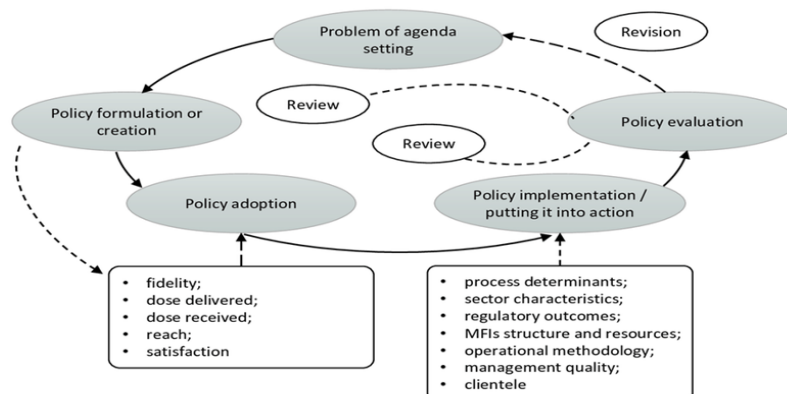 Problem of agenda
setting
Revision
Review
Policy formulation or
creation
Policy evaluation
Review
Policy adoption
Policy implementation /
putting it into action
• fidelity;
• dose delivered;
• dose received;
• reach;
• satisfaction
• process determinants;
• sector characteristics;
• regulatory outcomes;
• MFIs structure and resources;
• operational methodology;
• management quality;
• clientele